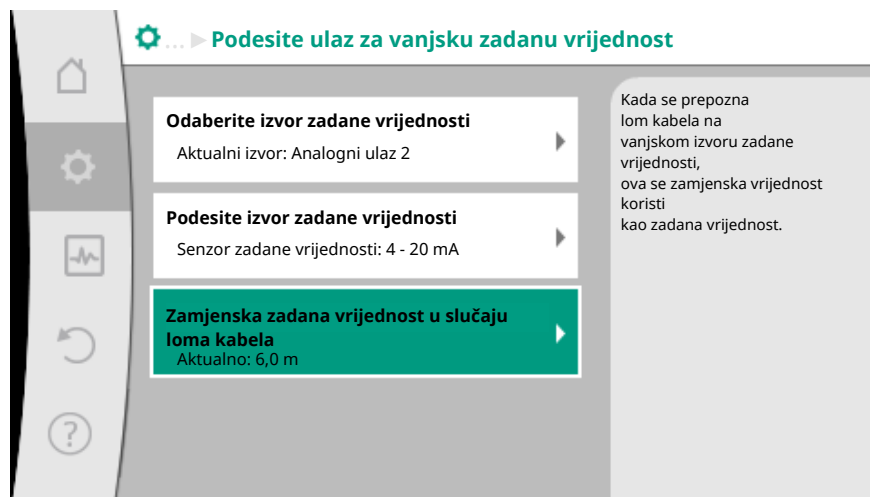 ... ▶ Podesite ulaz za vanjsku zadanu vrijednost
Odaberite izvor zadane vrijednosti
Aktualni izvor: Analogni ulaz 2
Podesite izvor zadane vrijednosti
Senzor zadane vrijednosti: 4 - 20 mA
Zamjenska zadana vrijednost u slučaju
loma kabela
Aktualno: 6,0 m
Kada se prepozna
lom kabela na
vanjskom izvoru zadane
vrijednosti,
ova se zamjenska vrijednost
koristi
kao zadana vrijednost.
?